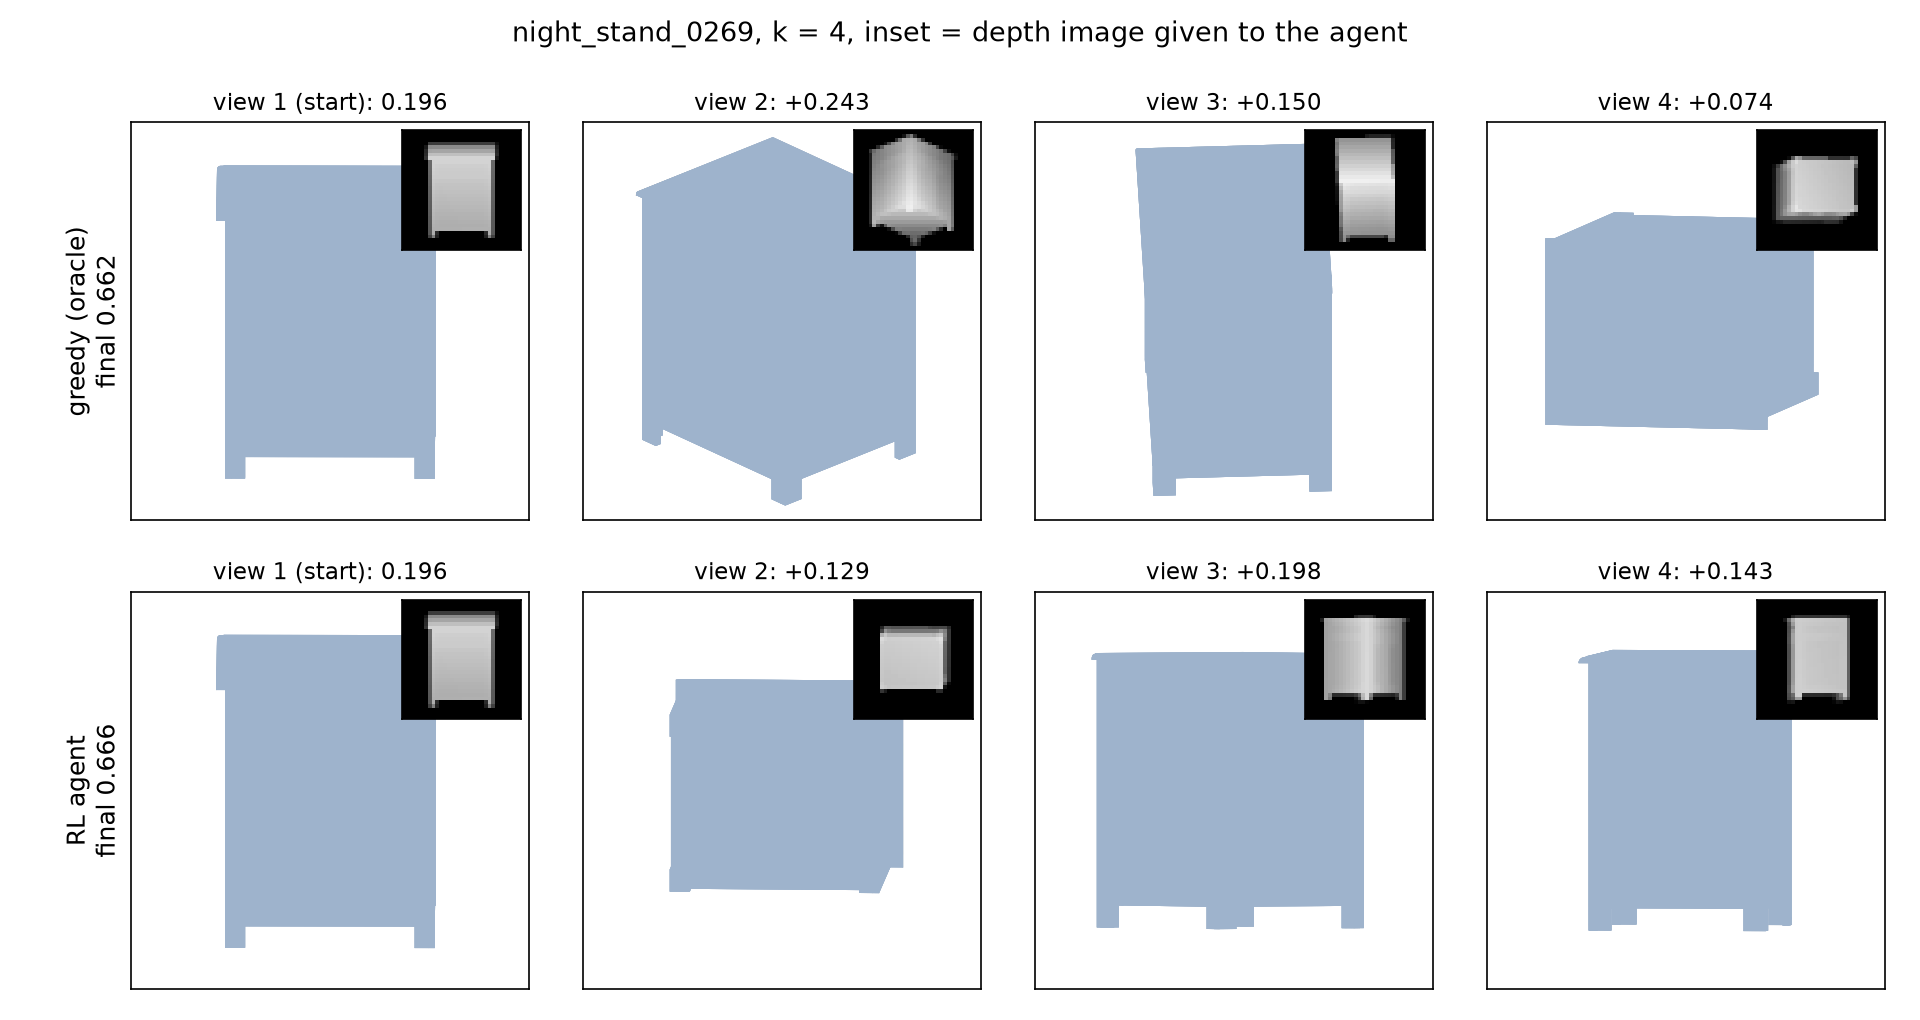 night_stand_0269, k = 4, inset = depth image given to the agent
greedy (oracle)
final 0.662
view 1 (start): 0.196
view 2: +0.243
view 3: +0.150
view 4: +0.074
RL agent
final 0.666
view 1 (start): 0.196
view 2: +0.129
view 3: +0.198
view 4: +0.143